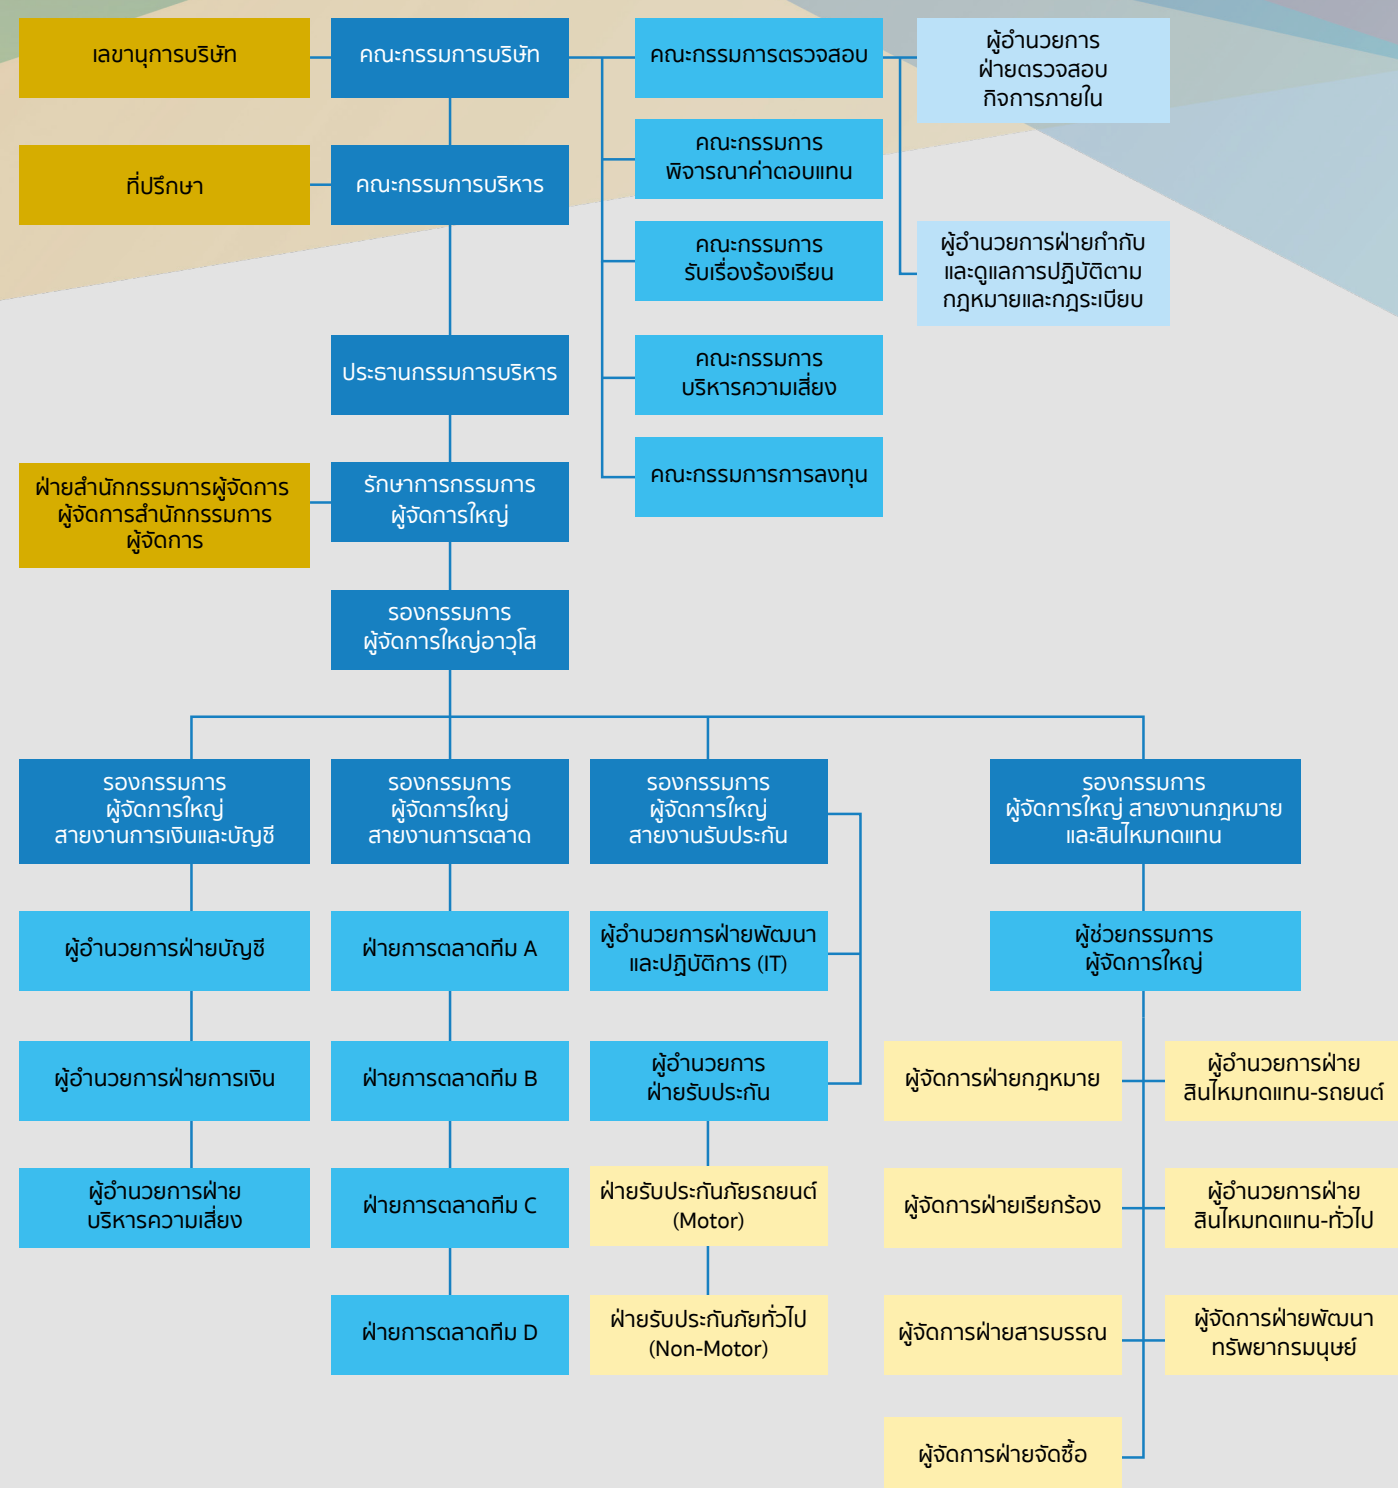 เลขานุการบริษัท
คณะกรรมการบริษัท
คณะกรรมการตรวจสอบ
ผู้อำนวยการ
ฝ่ายตรวจสอบ
กิจการภายใน
คณะกรรมการ
พิจารณาค่าตอบแทน
ที่ปรึกษา
คณะกรรมการบริหาร
คณะกรรมการ
รับเรื่องร้องเรียน
ผู้อำนวยการฝ่ายกำกับ
และดูแลการปฏิบัติตาม
กฎหมายและกฎระเบียบ
ประธานกรรมการบริหาร
คณะกรรมการ
บริหารความเสี่ยง
ฝ่ายสำนักกรรมการผู้จัดการ
ผู้จัดการสำนักกรรมการ
ผู้จัดการ
รักษาการกรรมการ
ผู้จัดการใหญ่
คณะกรรมการการลงทุน
รองกรรมการ
ผู้จัดการใหญ่อาวุโส
รองกรรมการ
ผู้จัดการใหญ่
สายงานการเงินและบัญชี
รองกรรมการ
ผู้จัดการใหญ่
สายงานการตลาด
รองกรรมการ
ผู้จัดการใหญ่
สายงานรับประกัน
รองกรรมการ
ผู้จัดการใหญ่ สายงานกฎหมาย
และสินไหมทดแทน
ผู้อำนวยการฝ่ายบัญชี
ฝ่ายการตลาดทีม A
ผู้อำนวยการฝ่ายพัฒนา
และปฏิบัติการ (IT)
ผู้ช่วยกรรมการ
ผู้จัดการใหญ่
ผู้อำนวยการฝ่ายการเงิน
ฝ่ายการตลาดทีม B
ผู้อำนวยการ
ฝ่ายรับประกัน
ผู้จัดการฝ่ายกฎหมาย
ผู้อำนวยการฝ่าย
สินไหมทดแทน-รถยนต์
ผู้อำนวยการฝ่าย
บริหารความเสี่ยง
ฝ่ายการตลาดทีม C
ฝ่ายรับประกันภัยรถยนต์
(Motor)
ผู้จัดการฝ่ายเรียกร้อง
ผู้อำนวยการฝ่าย
สินไหมทดแทน-ทั่วไป
ฝ่ายการตลาดทีม D
ฝ่ายรับประกันภัยทั่วไป
(Non-Motor)
ผู้จัดการฝ่ายสารบรรณ
ผู้จัดการฝ่ายพัฒนา
ทรัพยากรมนุษย์
ผู้จัดการฝ่ายจัดซื้อ